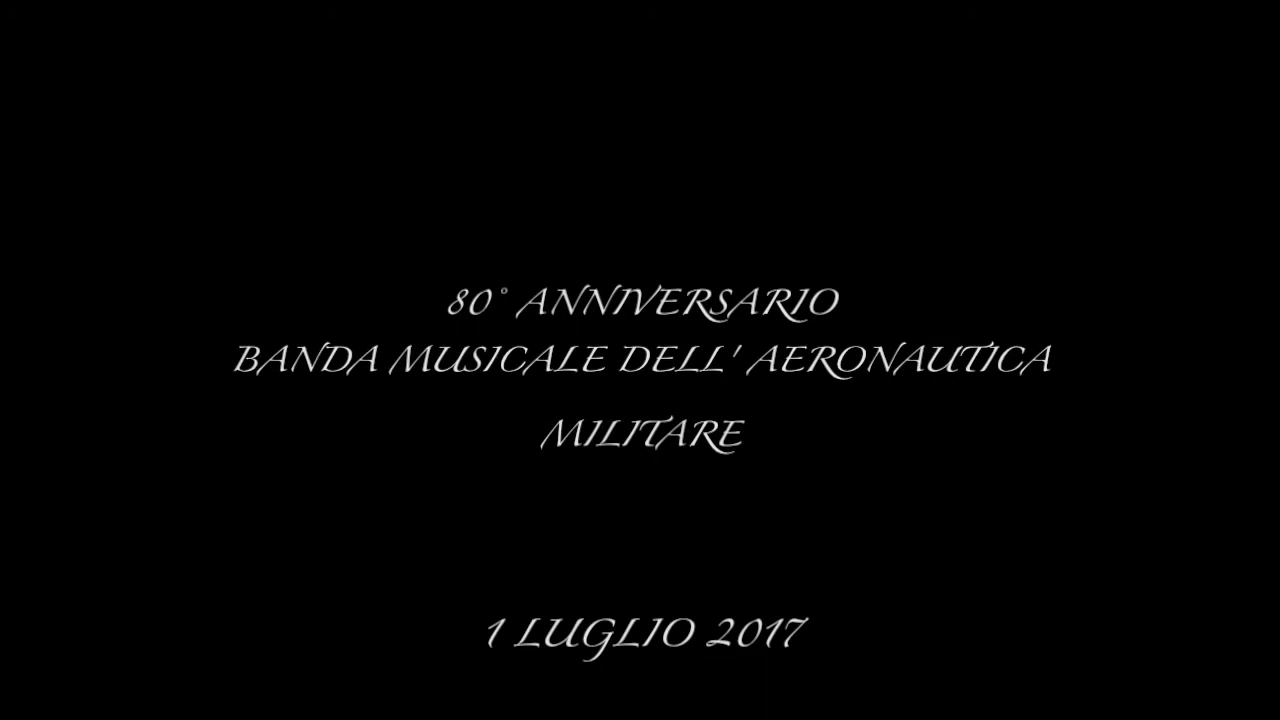 80° ANNIVERSARIO
BANDA MUSICALE DELL' AERONAUTICA
MILITARE
1 LUGLIO 2017